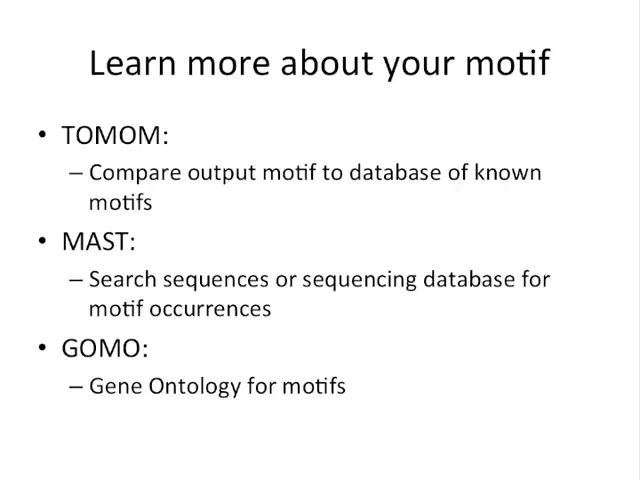 Learn more about your motif
• TOMOM:
– Compare output motif to database of known
motifs
• MAST:
– Search sequences or sequencing database for
motif occurrences
• GOMO:
– Gene Ontology for motifs